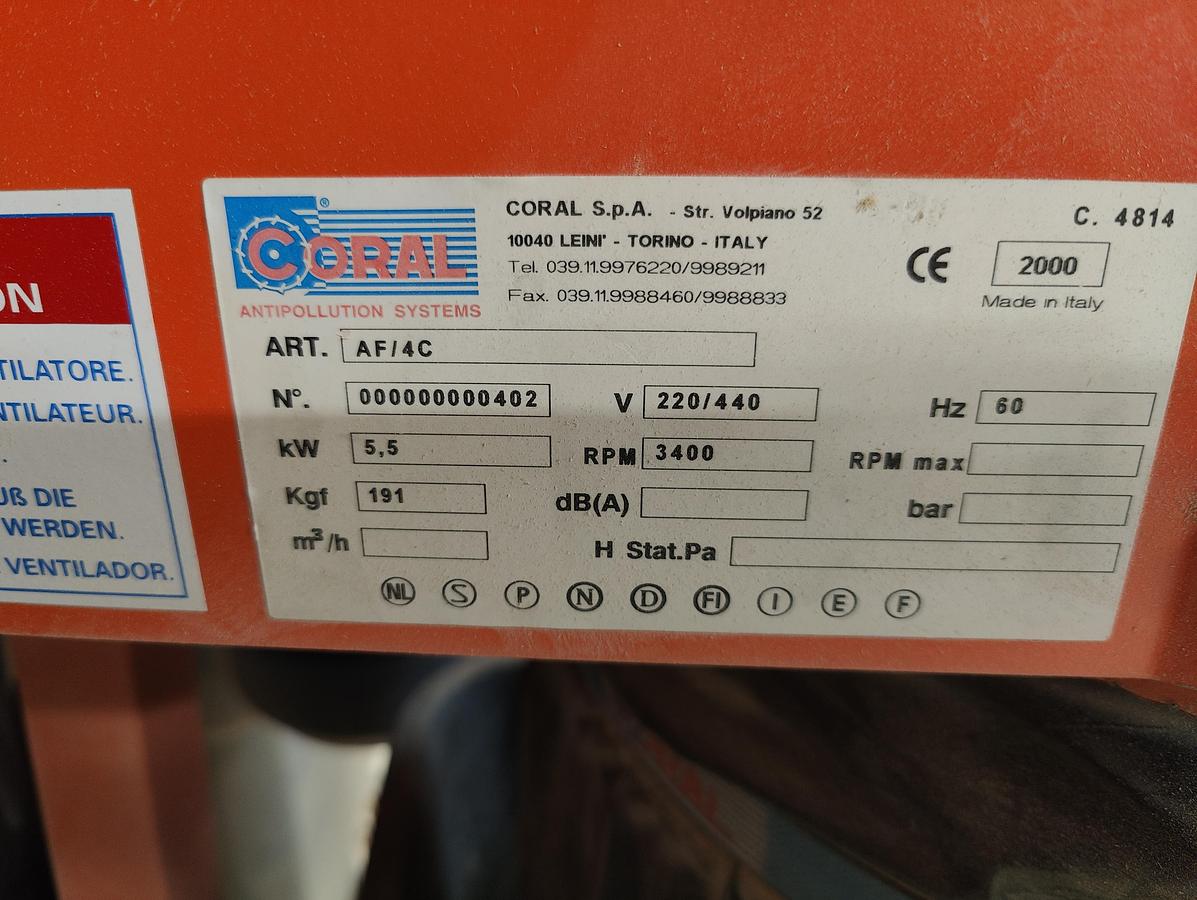 ON
TILATORE.
NTILATEUR.
.
Uß DIE
WERDEN.
VENTILADOR.
CORAL ®
ANTIPOLLUTION SYSTEMS
CORAL S.p.A. - Str. Volpiano 52
10040 LEINI' - TORINO - ITALY
Tel. 039.11.9976220/9989211
Fax. 039.11.9988460/9988833
C. 4814
CE 2000
Made in Italy
ART. AF/4C
N°. 000000000402 V 220/440 Hz 60
kW 5,5 RPM 3400 RPM max
Kgf 191 dB(A) bar
m³/h H Stat.Pa
NL S P N D FI I E F